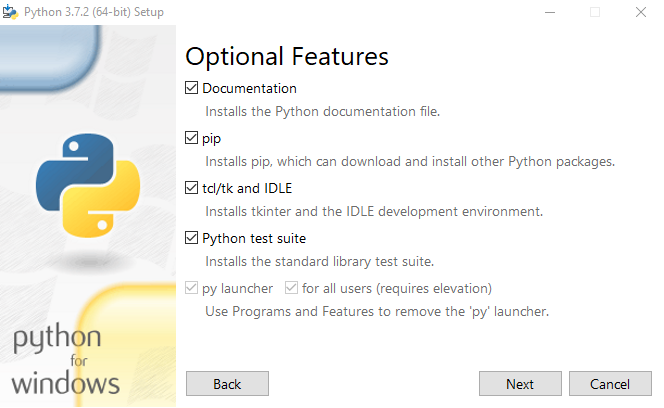 Python 3.7.2 (64-bit) Setup
Optional Features
Documentation
Installs the Python documentation file.
pip
Installs pip, which can download and install other Python packages.
tcl/tk and IDLE
Installs tkinter and the IDLE development environment.
Python test suite
Installs the standard library test suite.
py launcher for all users (requires elevation)
Use Programs and Features to remove the 'py' launcher.
python
for
windows
Back Next Cancel